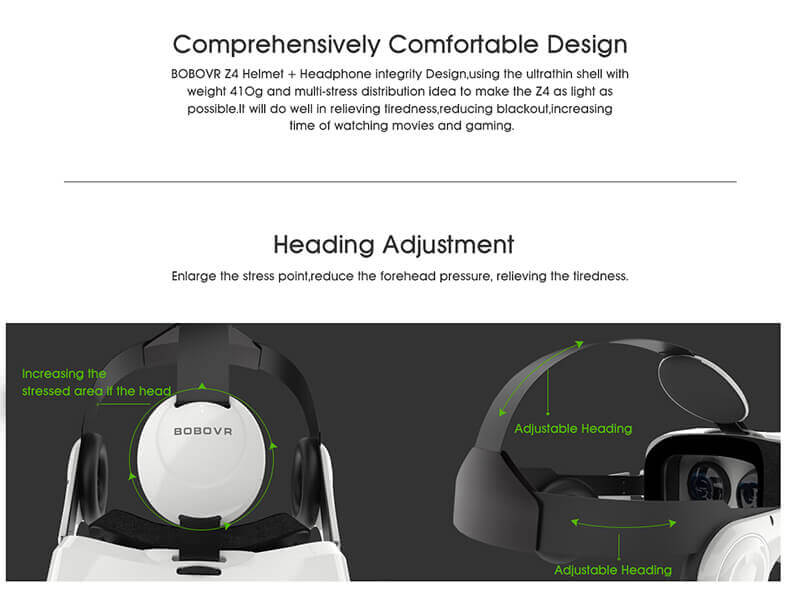 Comprehensively Comfortable Design
BOBOVR Z4 Helmet + Headphone integrity Design,using the ultrathin shell with
weight 410g and multi-stress distribution idea to make the Z4 as light as
possible.It will do well in relieving tiredness,reducing blackout,increasing
time of watching movies and gaming.
Heading Adjustment
Enlarge the stress point,reduce the forehead pressure, relieving the tiredness.
Increasing the
stressed area if the head
BOBOVR
Adjustable Heading
Adjustable Heading